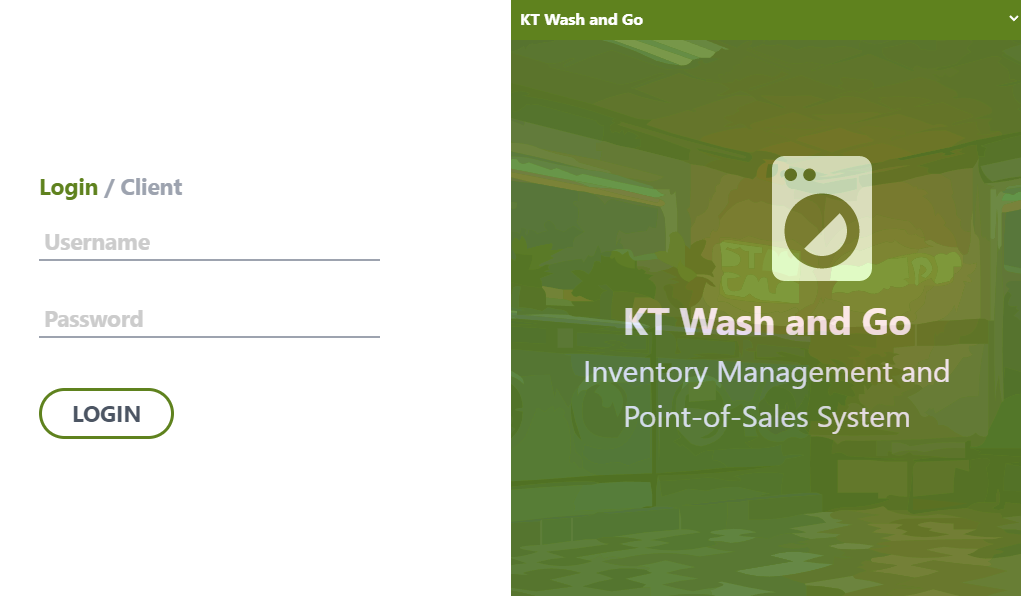 KT Wash and Go
Login / Client
Username
Password
LOGIN
KT Wash and Go
Inventory Management and
Point-of-Sales System